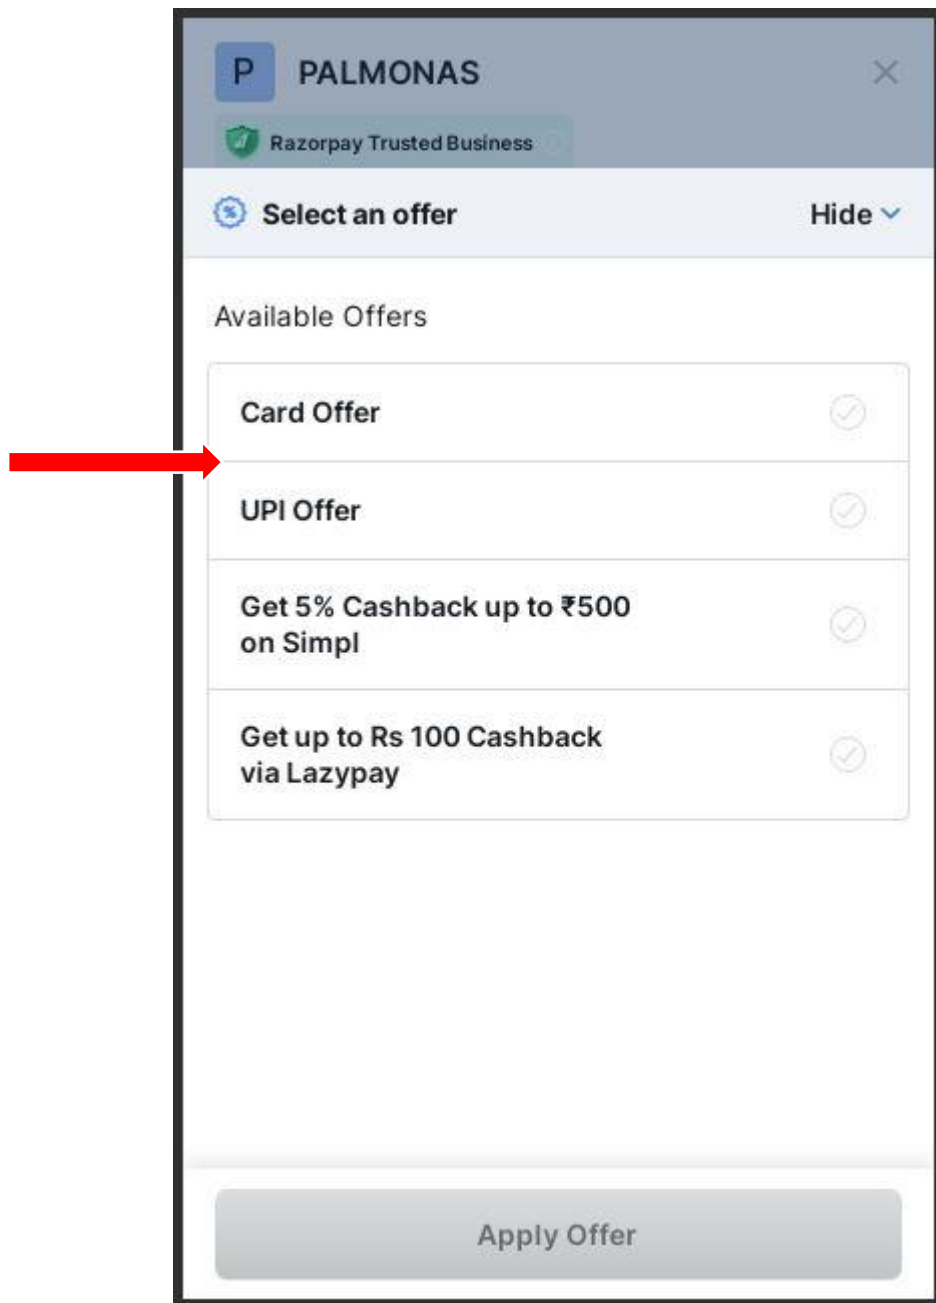 P PALMONAS
Razorpay Trusted Business
Select an offer Hide
Available Offers
Card Offer
UPI Offer
Get 5% Cashback up to ₹500
on Simpl
Get up to Rs 100 Cashback
via Lazypay
Apply Offer